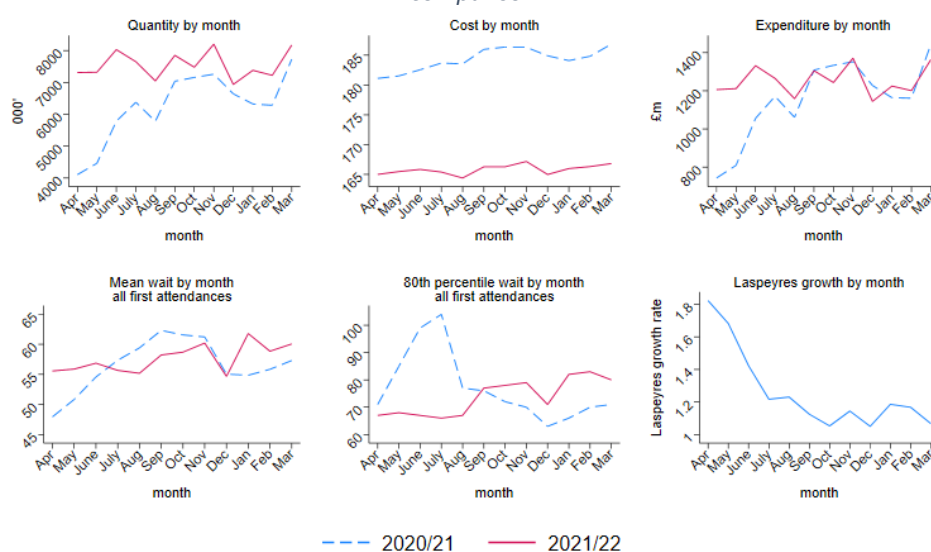 Quantity by month
000'
8000
7000
6000
5000
4000
Apr May June July Aug Sep Oct Nov Dec Jan Feb Mar
month
Cost by month
185
180
175
170
165
Apr May June July Aug Sep Oct Nov Dec Jan Feb Mar
month
Expenditure by month
£m
1400
1200
1000
800
Apr May June July Aug Sep Oct Nov Dec Jan Feb Mar
month
Mean wait by month
all first attendances
65
60
55
50
45
Apr May June July Aug Sep Oct Nov Dec Jan Feb Mar
month
80th percentile wait by month
all first attendances
100
90
80
70
60
Apr May June July Aug Sep Oct Nov Dec Jan Feb Mar
month
Laspeyres growth by month
Laspeyres growth rate
1.8
1.6
1.4
1.2
1
Apr May June July Aug Sep Oct Nov Dec Jan Feb Mar
month
2020/21 2021/22